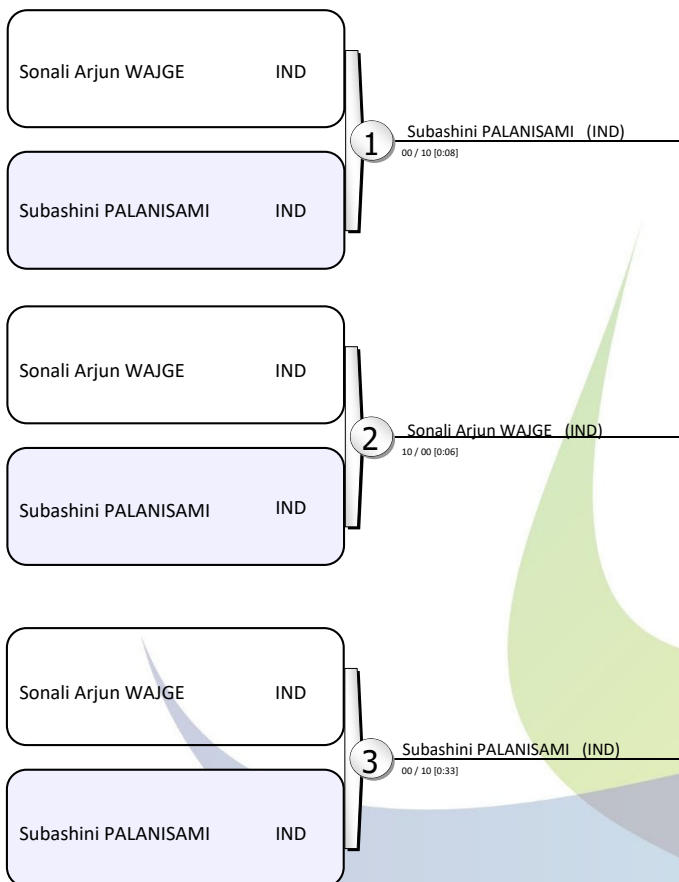 Sonali Arjun WAJGE IND
1 Subashini PALANISAMI (IND)
00 / 10 [0:08]
Subashini PALANISAMI IND
Sonali Arjun WAJGE IND
2 Sonali Arjun WAJGE (IND)
10 / 00 [0:06]
Subashini PALANISAMI IND
Sonali Arjun WAJGE IND
3 Subashini PALANISAMI (IND)
00 / 10 [0:33]
Subashini PALANISAMI IND